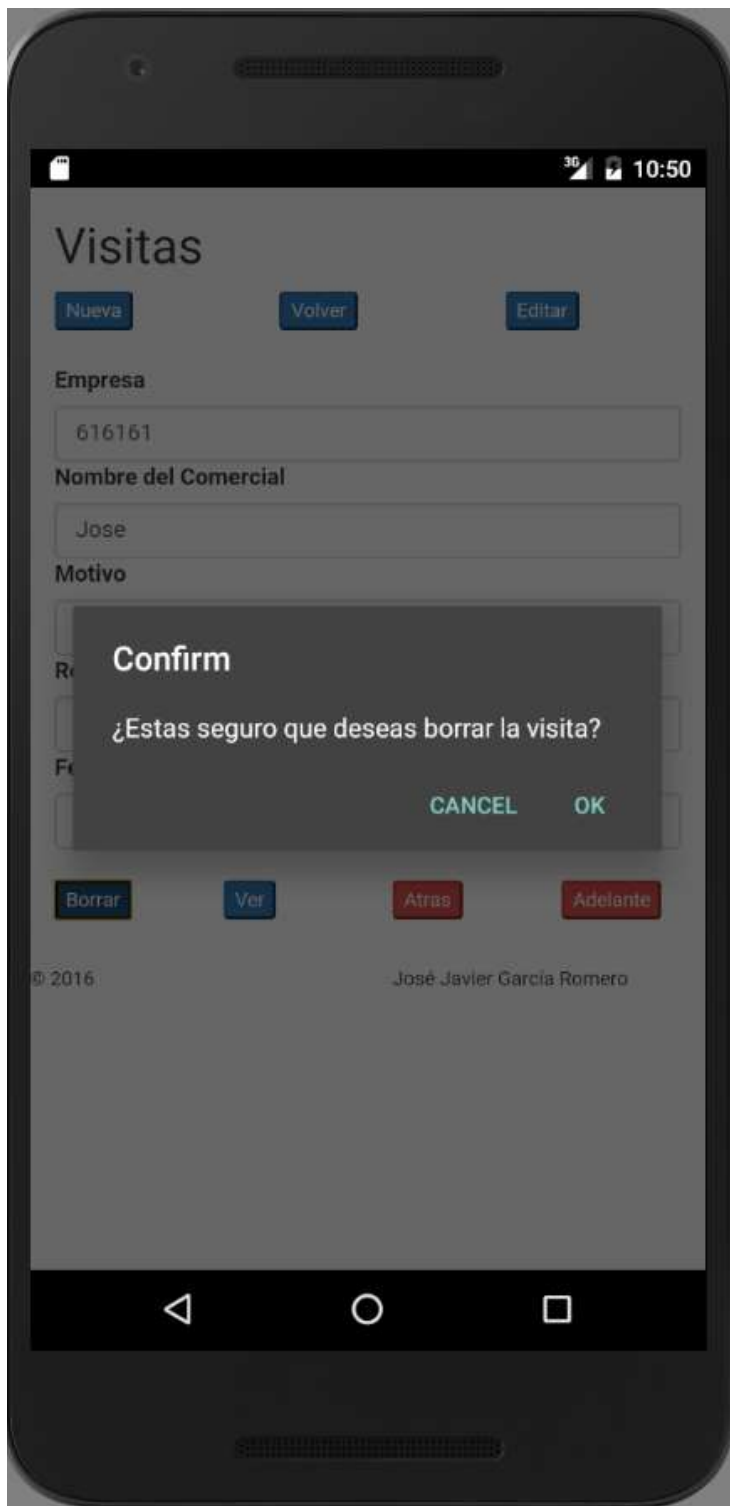 3G 10:50
Visitas
Nueva Volver Editar
Empresa
616161
Nombre del Comercial
Jose
Motivo
Confirm
¿Estas seguro que deseas borrar la visita?
CANCEL OK
Borrar Ver Atras Adelante
© 2016 José Javier García Romero